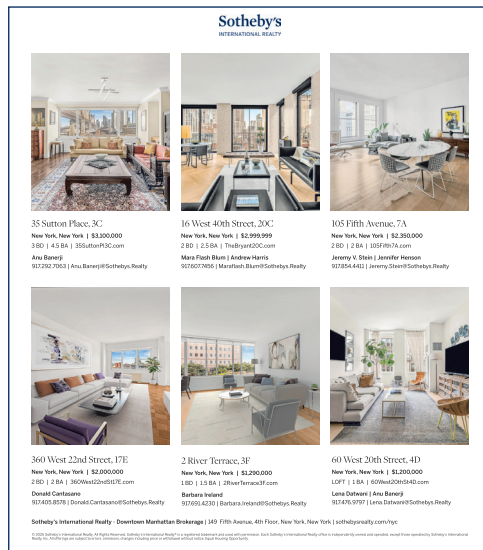 Sotheby's
INTERNATIONAL REALTY
35 Sutton Place, 3C
New York, New York | $3,100,000
3 BD | 4.5 BA | 35SuttonPl3C.com
Anu Banerji
917.292.7063 | Anu.Banerji@Sothebys.Realty
16 West 40th Street, 20C
New York, New York | $2,999,999
2 BD | 2.5 BA | TheBryant20C.com
Mara Flash Blum | Andrew Harris
917.607.7456 | Maraflash.Blum@Sothebys.Realty
105 Fifth Avenue, 7A
New York, New York | $2,350,000
2 BD | 2 BA | 105Fifth7A.com
Jeremy V. Stein | Jennifer Henson
917.854.4411 | Jeremy.Stein@Sothebys.Realty
360 West 22nd Street, 17E
New York, New York | $2,000,000
2 BD | 2 BA | 360West22ndSt17E.com
Donald Cantasano
917.405.8578 | Donald.Cantasano@Sothebys.Realty
2 River Terrace, 3F
New York, New York | $1,290,000
1 BD | 1.5 BA | 2RiverTerrace3F.com
Barbara Ireland
917.691.4230 | Barbara.Ireland@Sothebys.Realty
60 West 20th Street, 4D
New York, New York | $1,200,000
LOFT | 1 BA | 60West20thSt4D.com
Lena Datwani | Anu Banerji
917.476.9797 | Lena.Datwani@Sothebys.Realty
Sotheby's International Realty · Downtown Manhattan Brokerage | 149 Fifth Avenue, 4th Floor, New York, New York | sothebysrealty.com/nyc